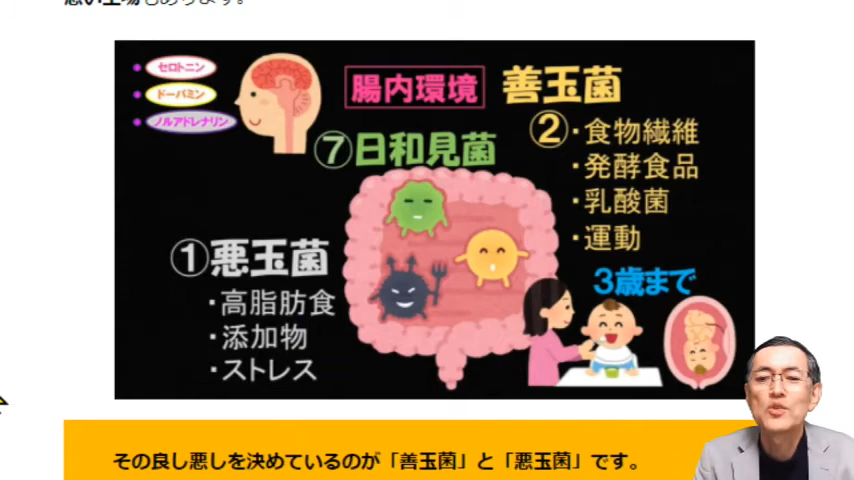 ・セロトニン
・ドーパミン
・ノルアドレナリン
腸内環境
善玉菌
②・食物繊維
・発酵食品
・乳酸菌
・運動
⑦日和見菌
①悪玉菌
・高脂肪食
・添加物
・ストレス
3歳まで
その良し悪しを決めているのが「善玉菌」と「悪玉菌」です。